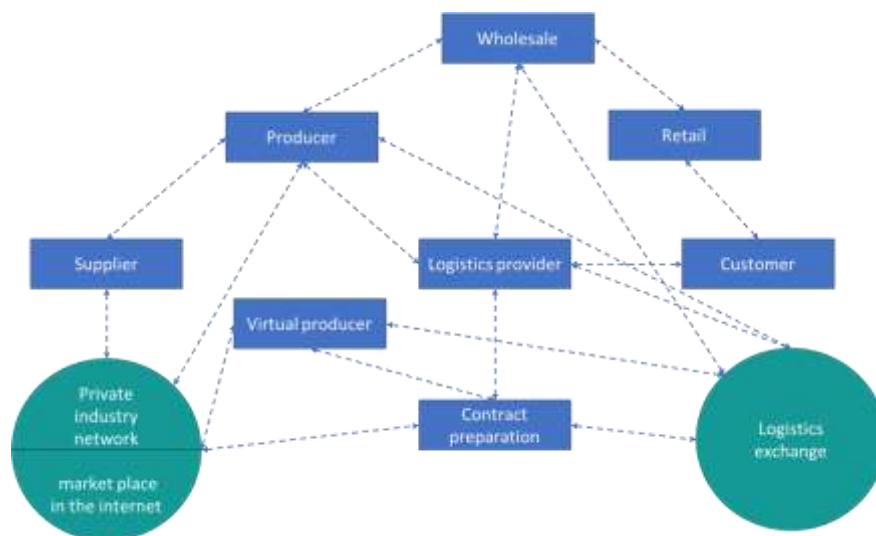 Wholesale
Producer
Retail
Supplier
Logistics provider
Customer
Virtual producer
Private
industry
network
market place
in the internet
Contract
preparation
Logistics
exchange